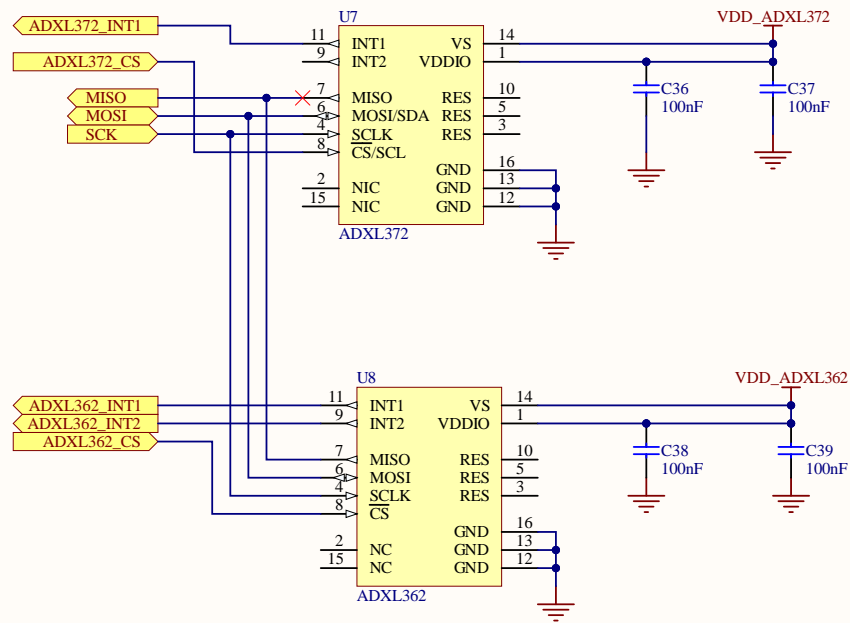 U7
VDD_ADXL372
ADXL372_INT1
11 INT1 VS 14
9 INT2 VDDIO 1
ADXL372_CS
MISO
7 MISO RES 10
MOSI
6 MOSI/SDA RES 5
SCK
4 SCLK RES 3
8 CS/SCL
GND 16
2 NIC GND 13
15 NIC GND 12
ADXL372
C36
100nF
C37
100nF
U8
VDD_ADXL362
ADXL362_INT1
11 INT1 VS 14
ADXL362_INT2
9 INT2 VDDIO 1
ADXL362_CS
7 MISO RES 10
6 MOSI RES 5
4 SCLK RES 3
8 CS
GND 16
2 NC GND 13
15 NC GND 12
ADXL362
C38
100nF
C39
100nF